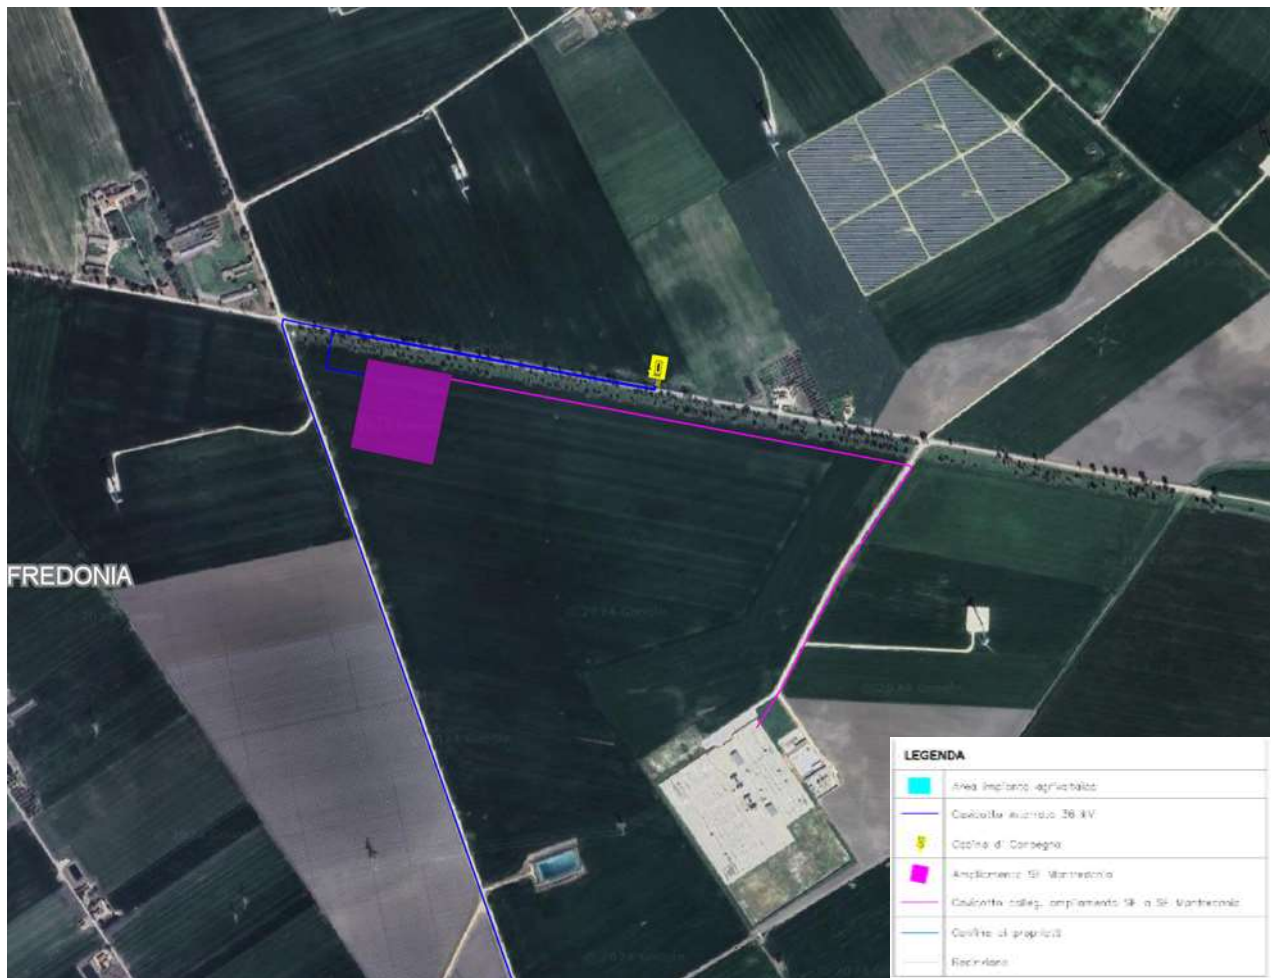 FREDONIA
LEGENDA
Area impianto agrivoltaico
Cavidotto interrato 36 kV
Cabina di Consegna
Ampliamento SE Manfredonia
Cavidotto colleg. ampliamento SE a SE Manfredonia
Confine di proprietà
Recinzione